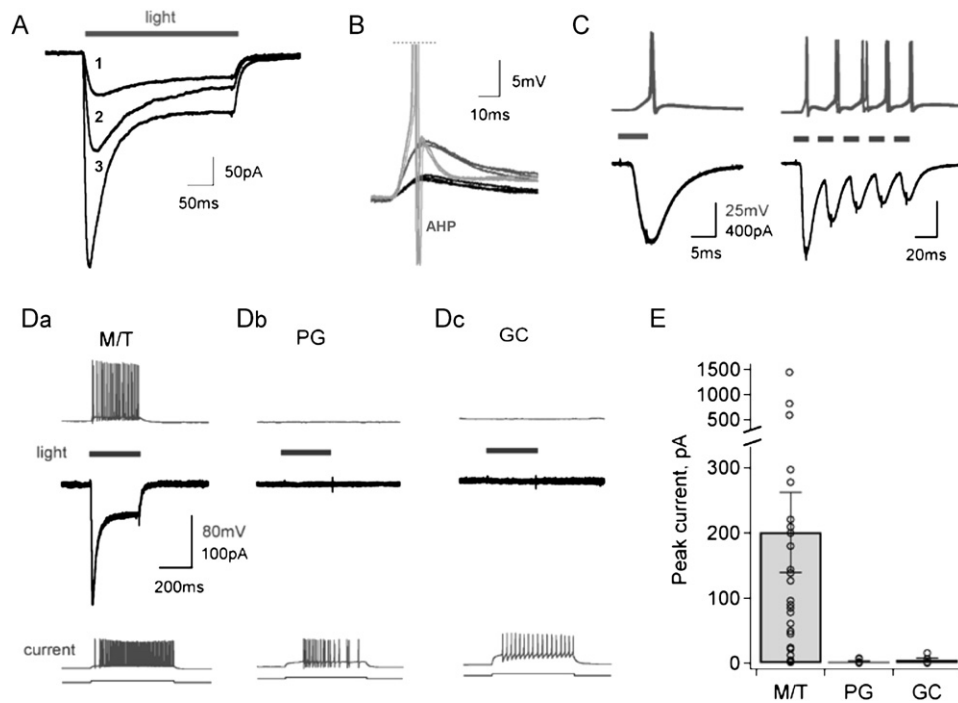 A
light
1
2
3
50pA
50ms
B
5mV
10ms
AHP
C
25mV
400pA
5ms
20ms
Da
M/T
Db
PG
Dc
GC
light
80mV
100pA
200ms
current
E
Peak current, pA
1500
1000
500
300
200
100
0
M/T
PG
GC